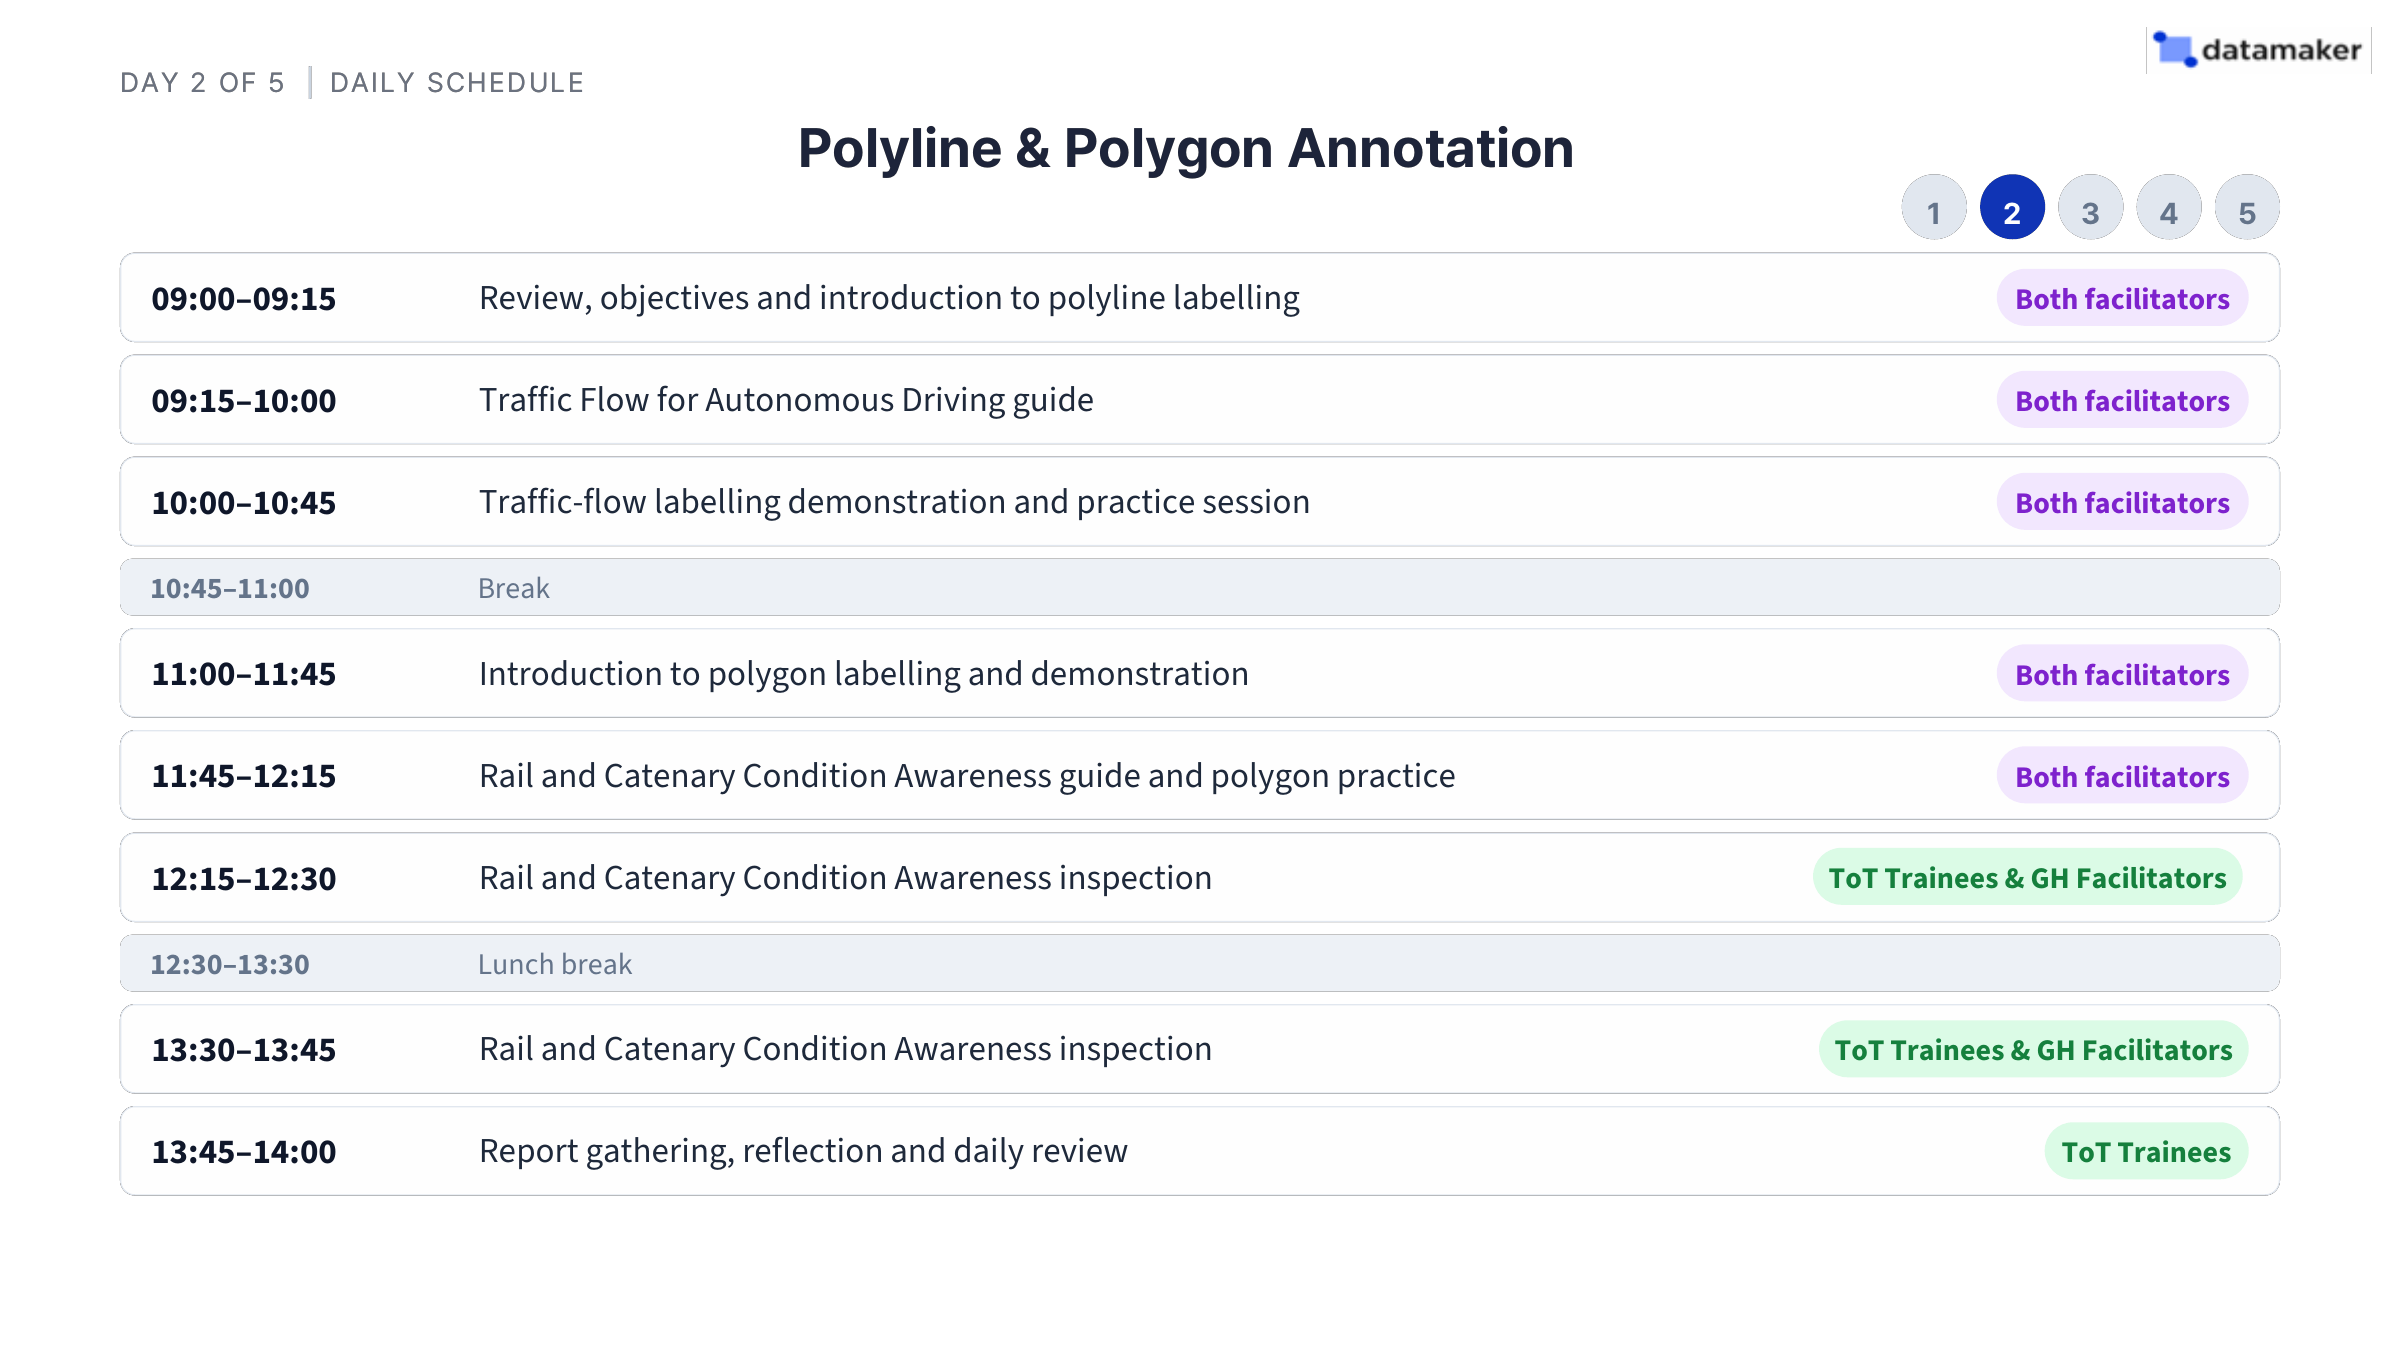 datamaker
DAY 2 OF 5 | DAILY SCHEDULE
Polyline & Polygon Annotation
1 2 3 4 5
09:00–09:15 Review, objectives and introduction to polyline labelling Both facilitators
09:15–10:00 Traffic Flow for Autonomous Driving guide Both facilitators
10:00–10:45 Traffic-flow labelling demonstration and practice session Both facilitators
10:45–11:00 Break
11:00–11:45 Introduction to polygon labelling and demonstration Both facilitators
11:45–12:15 Rail and Catenary Condition Awareness guide and polygon practice Both facilitators
12:15–12:30 Rail and Catenary Condition Awareness inspection ToT Trainees & GH Facilitators
12:30–13:30 Lunch break
13:30–13:45 Rail and Catenary Condition Awareness inspection ToT Trainees & GH Facilitators
13:45–14:00 Report gathering, reflection and daily review ToT Trainees